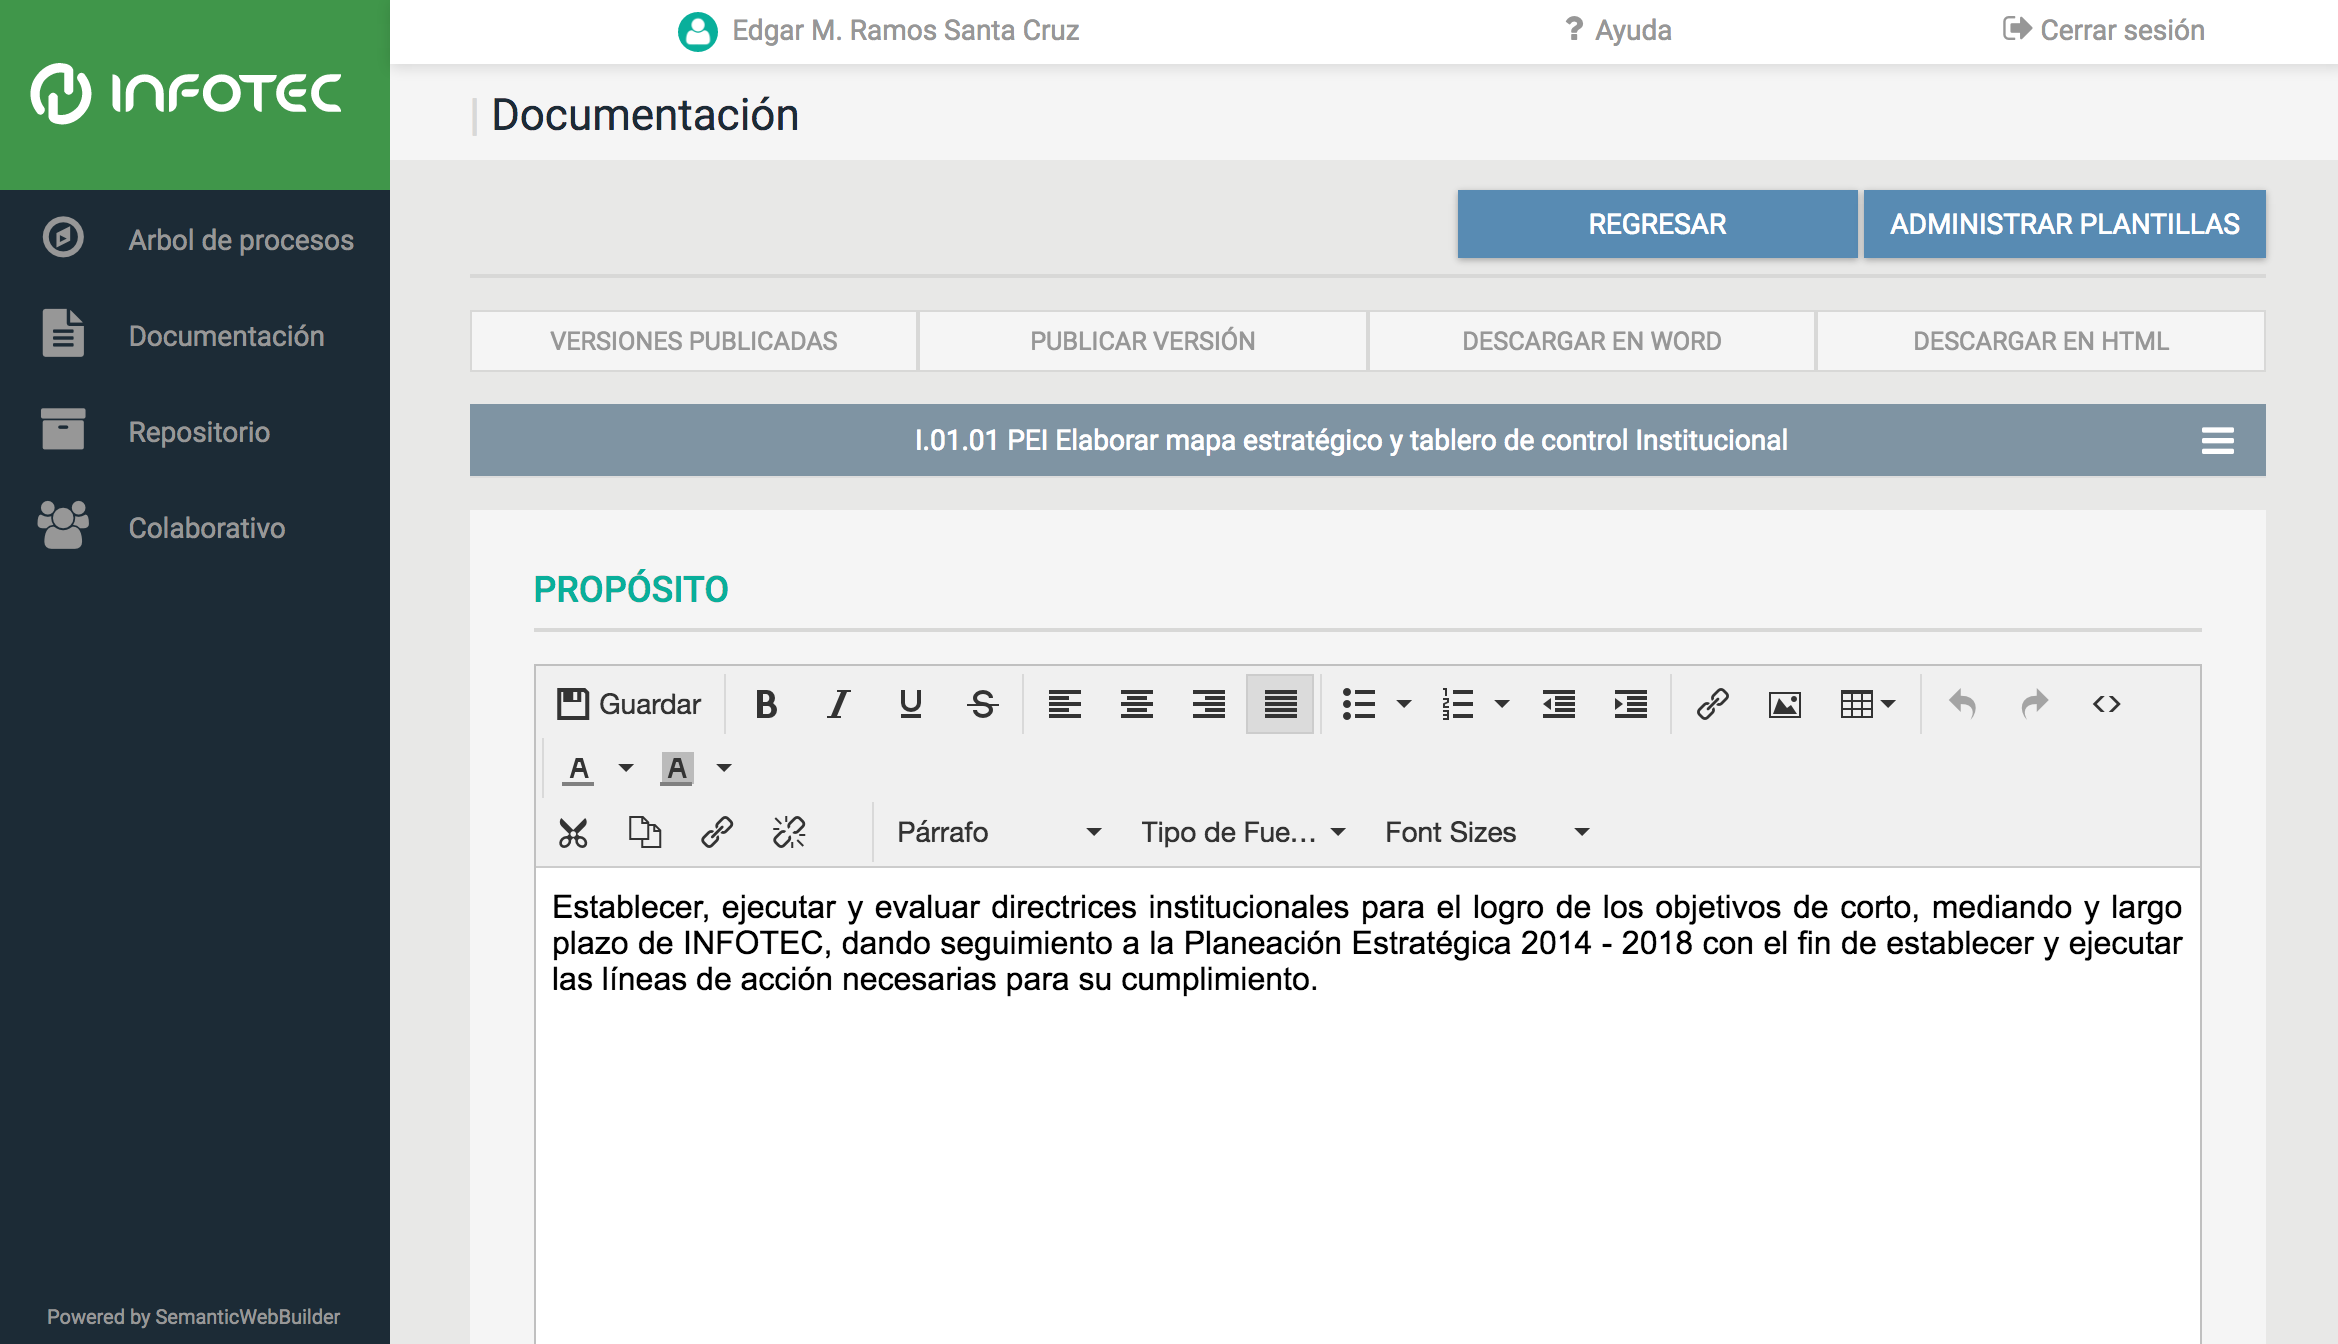 INFOTEC
Edgar M. Ramos Santa Cruz
? Ayuda
Cerrar sesión
Documentación
Arbol de procesos
Documentación
Repositorio
Colaborativo
Powered by SemanticWebBuilder
REGRESAR
ADMINISTRAR PLANTILLAS
VERSIONES PUBLICADAS
PUBLICAR VERSIÓN
DESCARGAR EN WORD
DESCARGAR EN HTML
I.01.01 PEI Elaborar mapa estratégico y tablero de control Institucional
PROPÓSITO
Guardar B I U S
A A
Párrafo Tipo de Fue... Font Sizes
Establecer, ejecutar y evaluar directrices institucionales para el logro de los objetivos de corto, mediando y largo
plazo de INFOTEC, dando seguimiento a la Planeación Estratégica 2014 - 2018 con el fin de establecer y ejecutar
las líneas de acción necesarias para su cumplimiento.